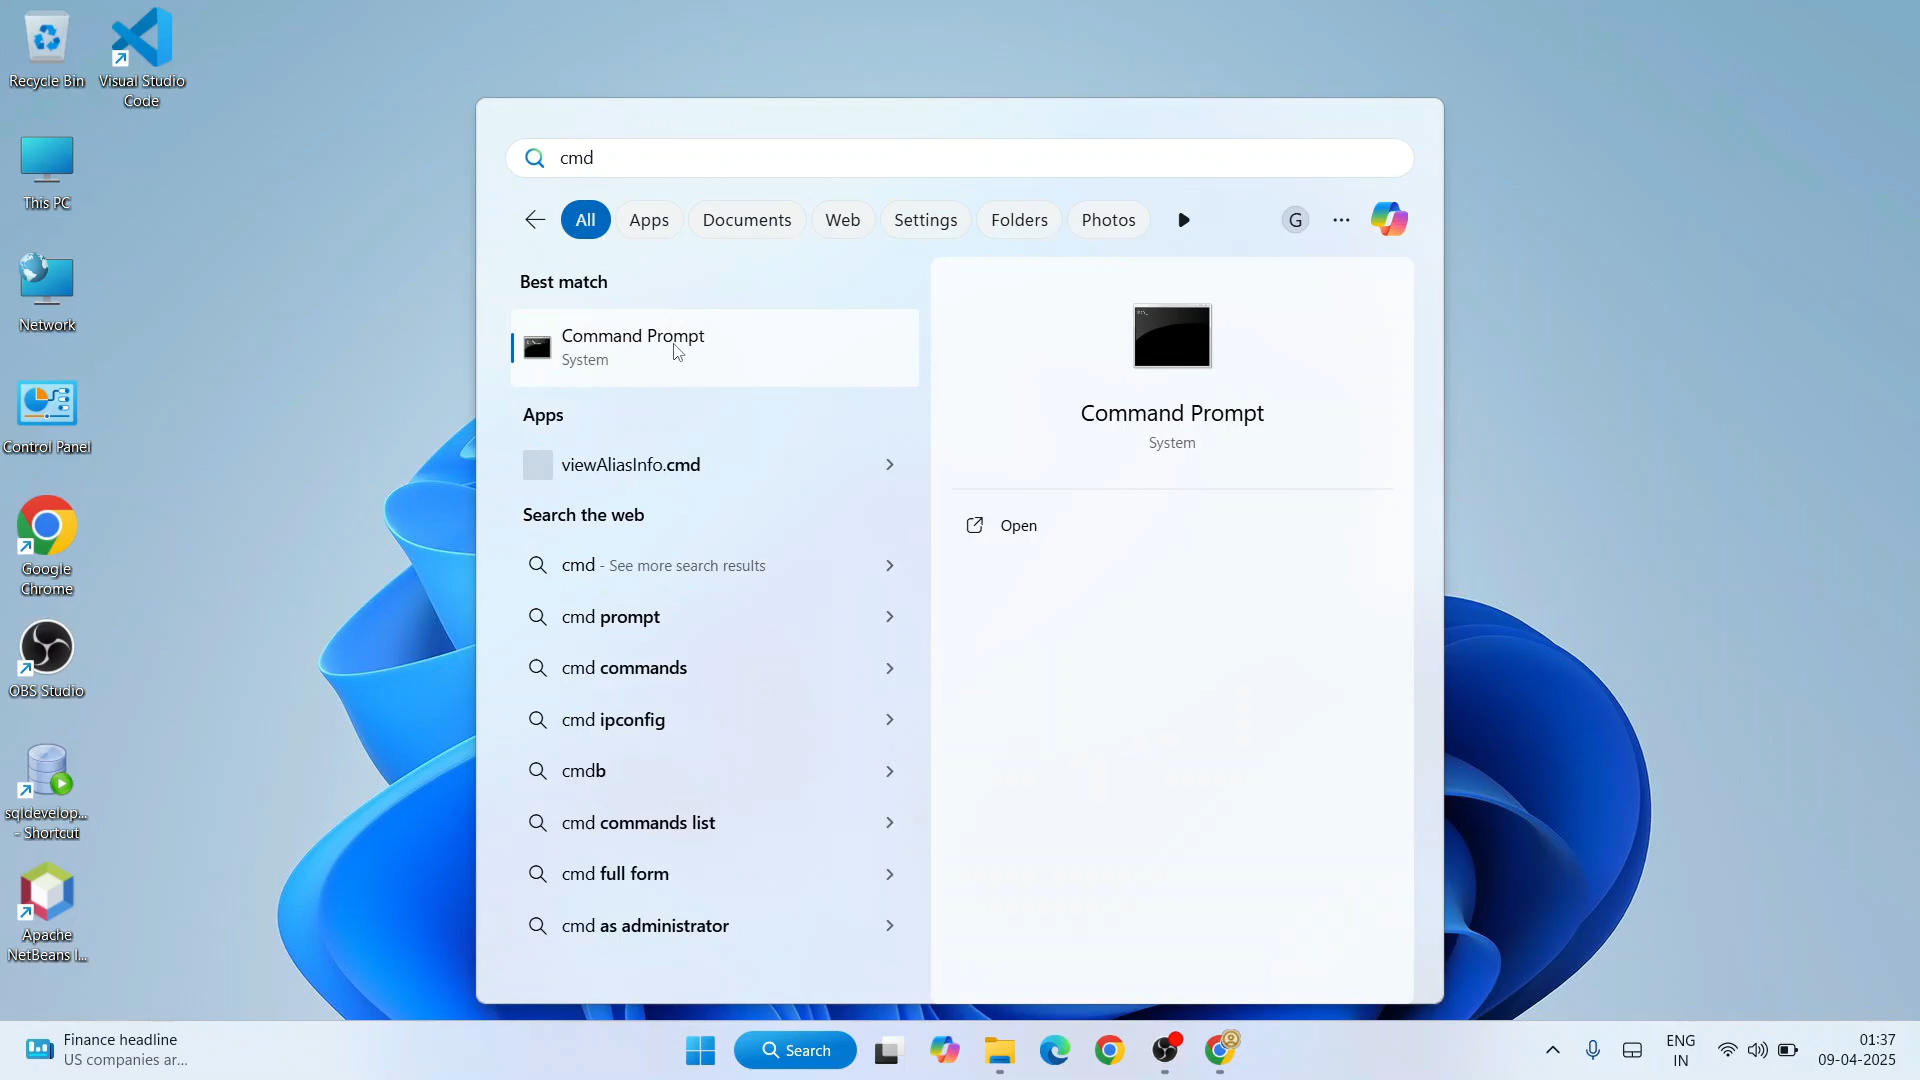 Recycle Bin
Visual Studio
Code
This PC
Network
Control Panel
Google
Chrome
OBS Studio
sqldevelop...
- Shortcut
Apache
NetBeans I...
cmd
All
Apps
Documents
Web
Settings
Folders
Photos
G
Best match
Command Prompt
System
Apps
viewAliasInfo.cmd
Search the web
cmd - See more search results
cmd prompt
cmd commands
cmd ipconfig
cmdb
cmd commands list
cmd full form
cmd as administrator
Command Prompt
System
Open
Finance headline
US companies ar...
Search
ENG
IN
01:37
09-04-2025